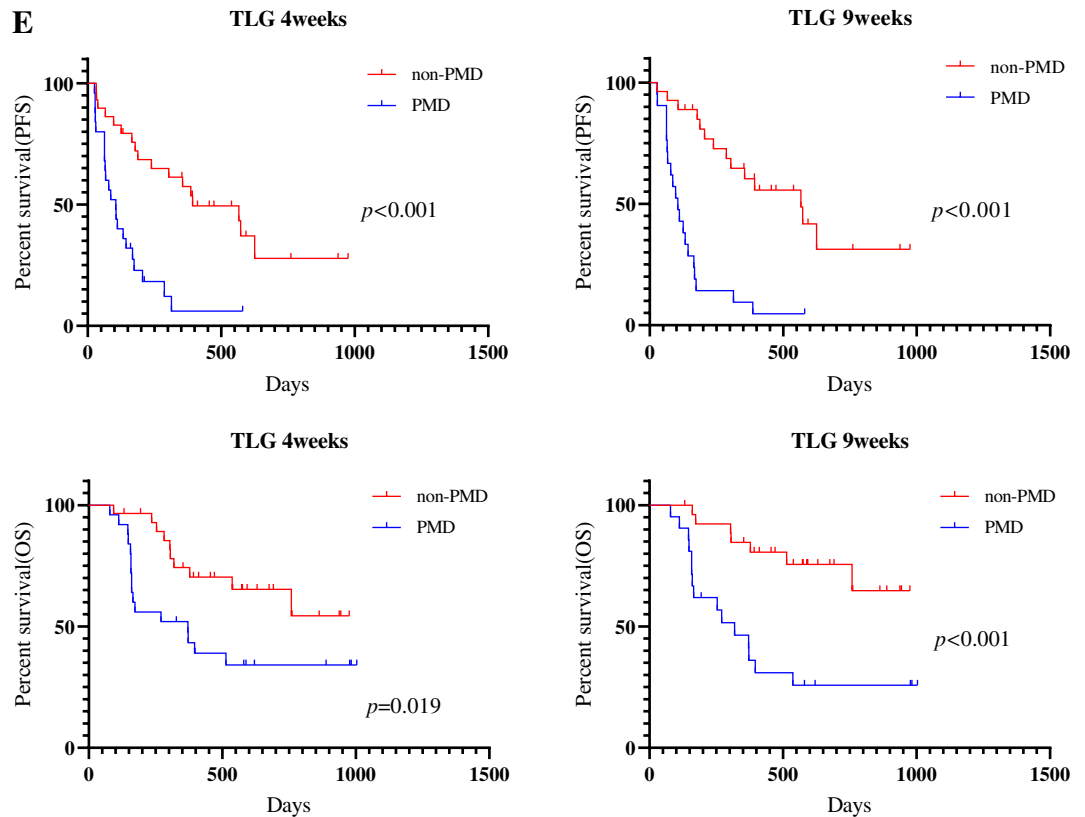 E
TLG 4weeks
Percent survival(PFS)
100
50
0
0 500 1000 1500
Days
non-PMD
PMD
p<0.001
TLG 9weeks
Percent survival(PFS)
100
50
0
0 500 1000 1500
Days
non-PMD
PMD
p<0.001
TLG 4weeks
Percent survival(OS)
100
50
0
0 500 1000 1500
Days
non-PMD
PMD
p=0.019
TLG 9weeks
Percent survival(OS)
100
50
0
0 500 1000 1500
Days
non-PMD
PMD
p<0.001